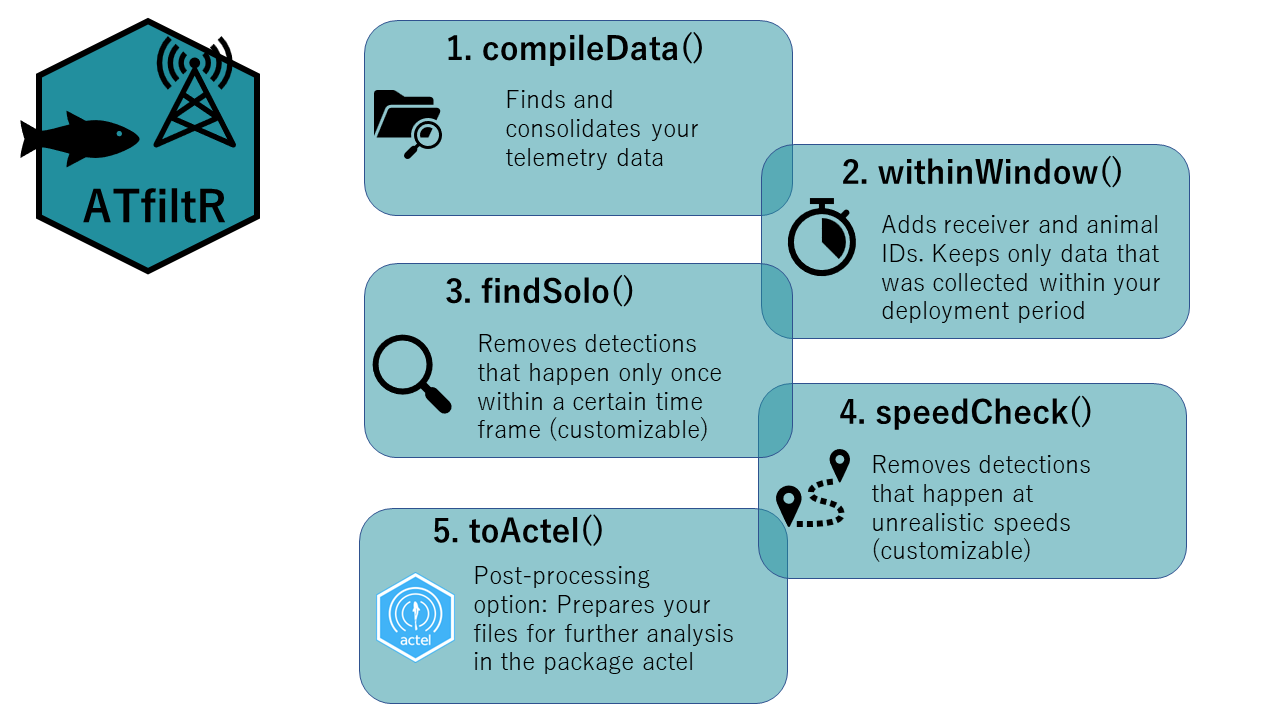 ATfiltR
1. compileData()
Finds and
consolidates your
telemetry data
2. withinWindow()
Adds receiver and animal
IDs. Keeps only data that
was collected within your
deployment period
3. findSolo()
Removes detections
that happen only once
within a certain time
frame (customizable)
4. speedCheck()
Removes detections
that happen at
unrealistic speeds
(customizable)
5. toActel()
actel
Post-processing
option: Prepares your
files for further analysis
in the package actel